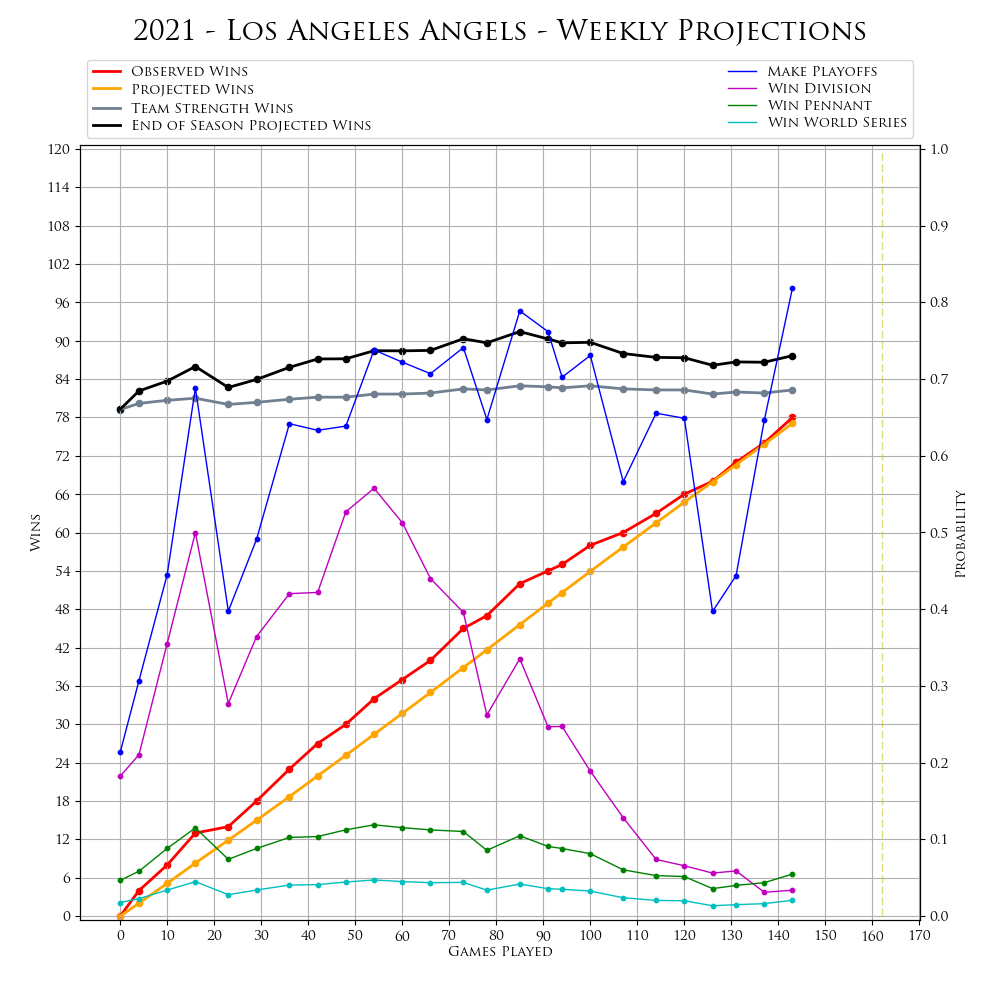 2021 - Los Angeles Angels - Weekly Projections
Observed Wins
Projected Wins
Team Strength Wins
End of Season Projected Wins
Make Playoffs
Win Division
Win Pennant
Win World Series
120
114
108
102
96
90
84
78
72
66
60
54
48
42
36
30
24
18
12
6
0
Wins
1.0
0.9
0.8
0.7
0.6
0.5
0.4
0.3
0.2
0.1
0.0
Probability
0 10 20 30 40 50 60 70 80 90 100 110 120 130 140 150 160 170
Games Played